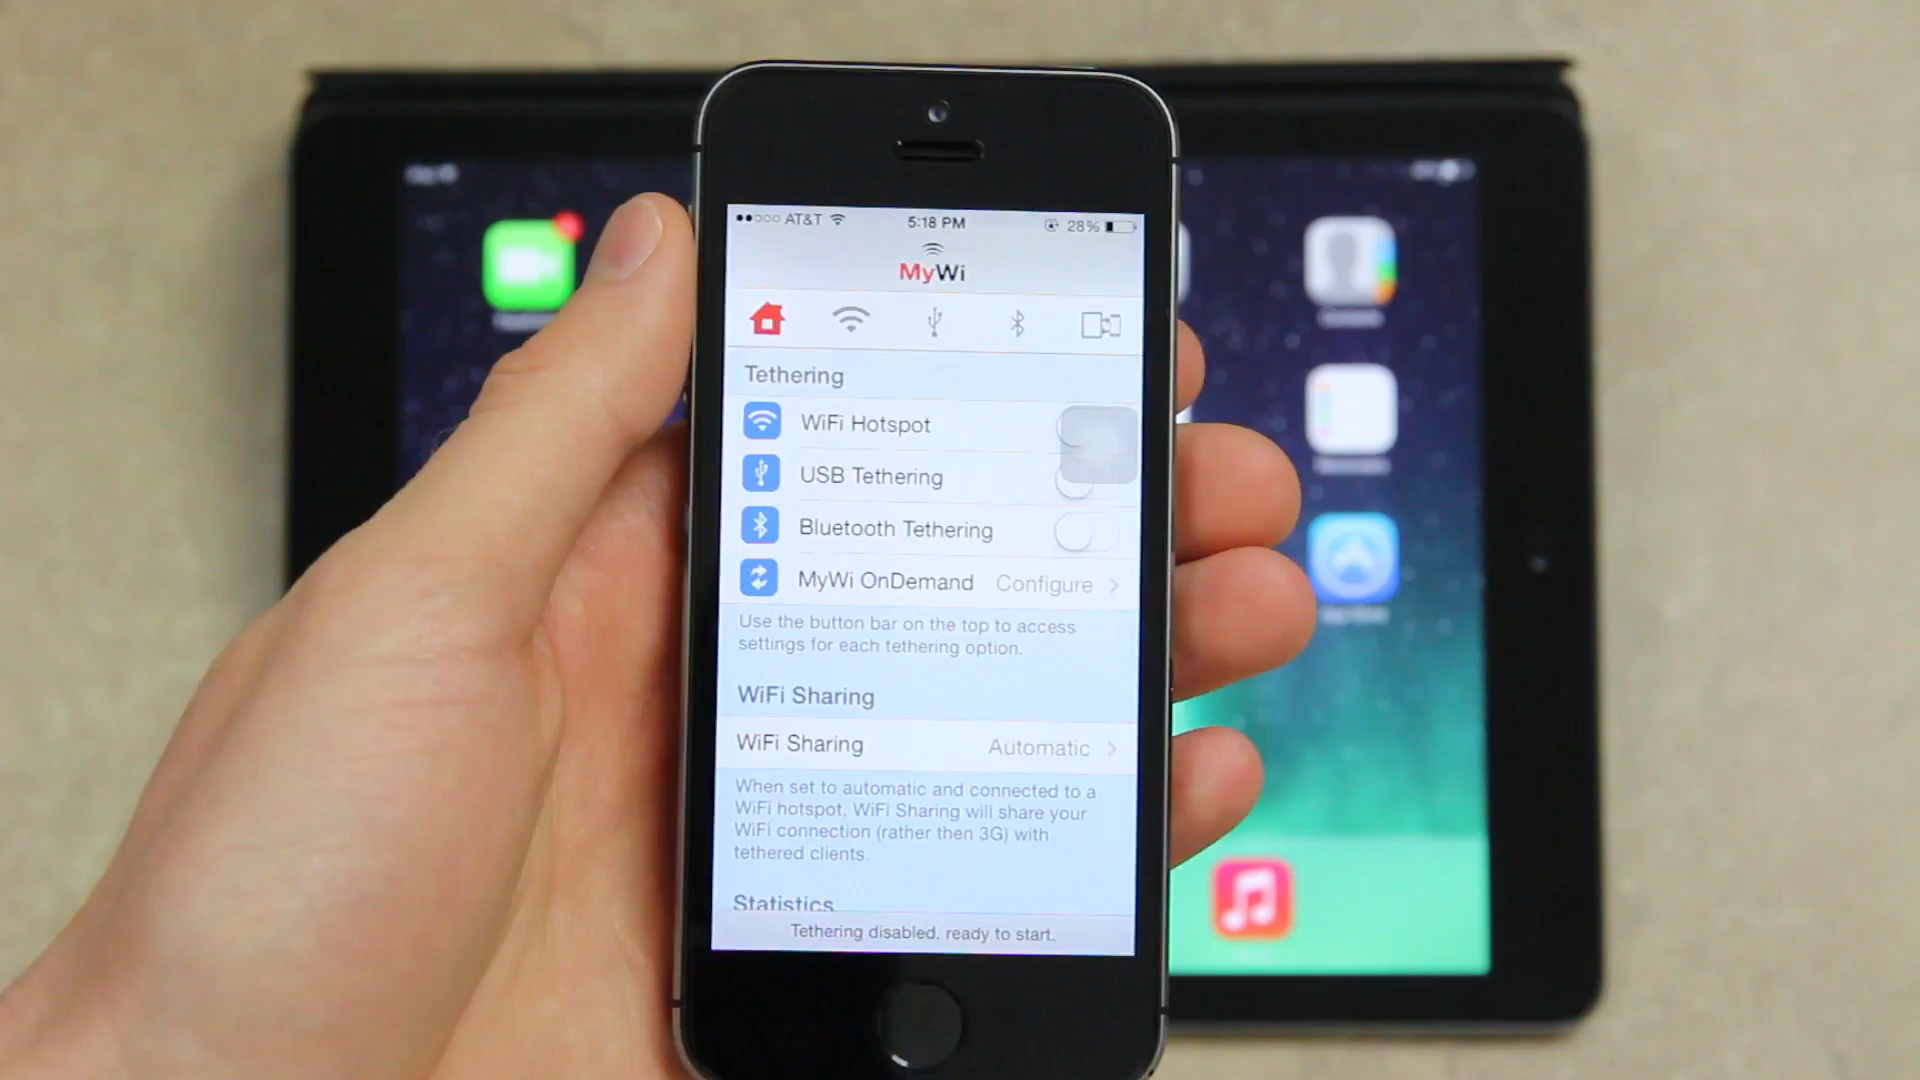 AT&T 5:18 PM 28%
MyWi
Tethering
WiFi Hotspot
USB Tethering
Bluetooth Tethering
MyWi OnDemand Configure
Use the button bar on the top to access
settings for each tethering option.
WiFi Sharing
WiFi Sharing Automatic
When set to automatic and connected to a
WiFi hotspot, WiFi Sharing will share your
WiFi connection (rather then 3G) with
tethered clients.
Statistics
Tethering disabled, ready to start.